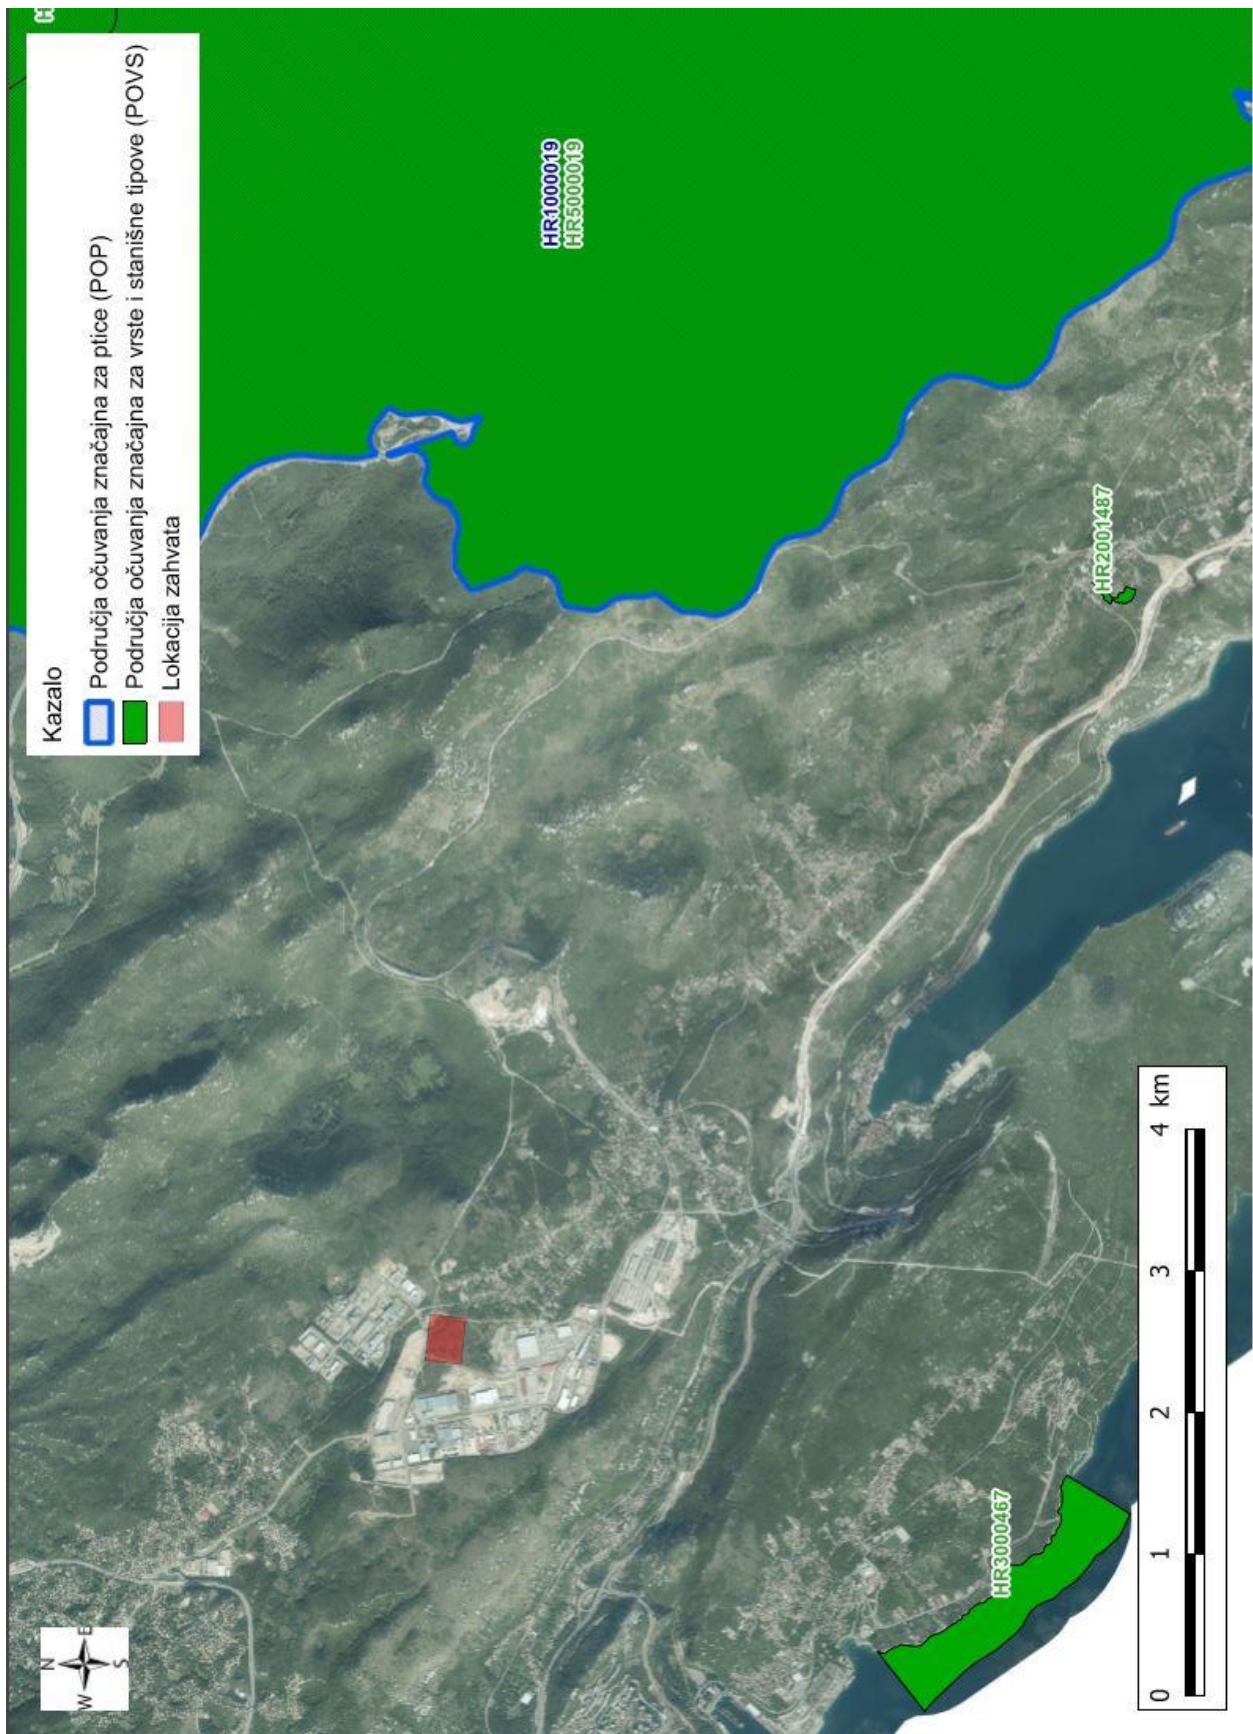 H
Kazalo
Područja očuvanja značajna za ptice (POP)
Područja očuvanja značajna za vrste i stanišne tipove (POVS)
Lokacija zahvata
N
W
E
S
HR1000019
HR5000019
HR2001487
HR3000467
0 1 2 3 4 km